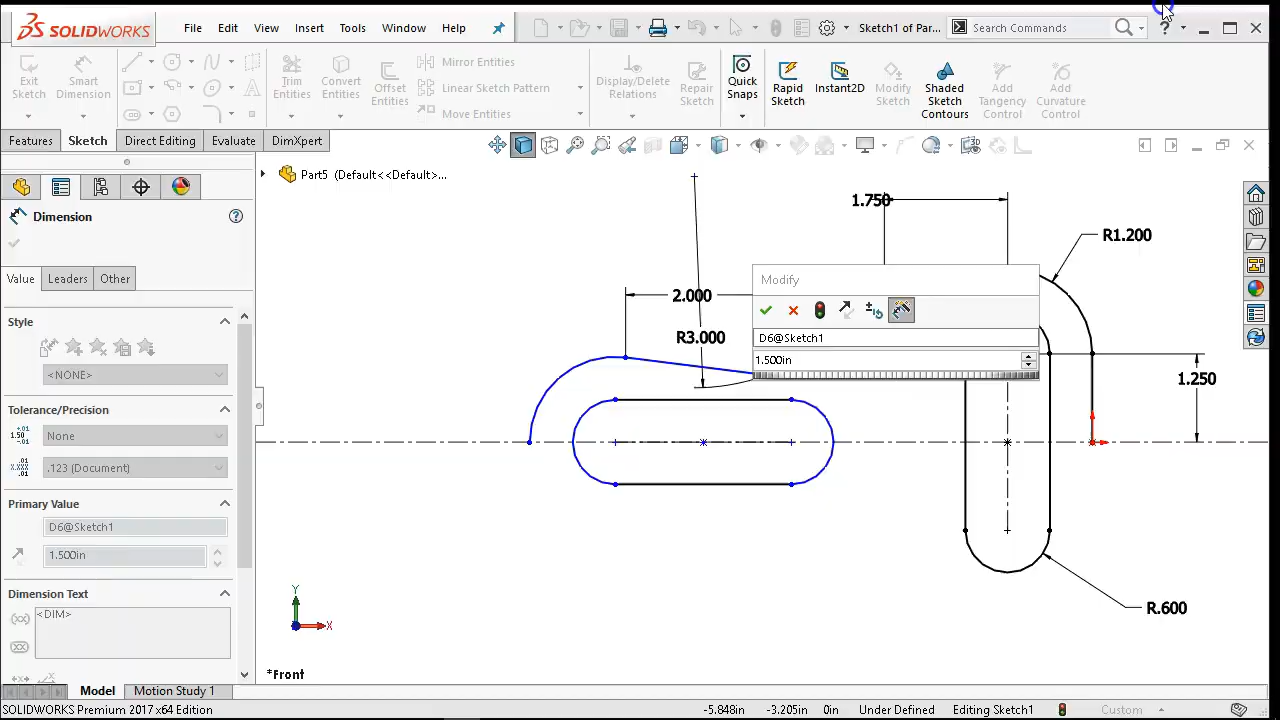 SOLIDWORKS
File Edit View Insert Tools Window Help
Sketch1 of Par...
Search Commands
?
Exit Sketch
Smart Dimension
Trim Entities
Convert Entities
Offset Entities
Mirror Entities
Linear Sketch Pattern
Move Entities
Display/Delete Relations
Repair Sketch
Quick Snaps
Rapid Sketch
Instant2D
Modify Sketch
Shaded Sketch Contours
Add Tangency Control
Add Curvature Control
Features Sketch Direct Editing Evaluate DimXpert
Part5 (Default<<Default>...
Dimension
?
Value Leaders Other
Style
<NONE>
Tolerance/Precision
None
.123 (Document)
Primary Value
D6@Sketch1
1.500in
Dimension Text
<DIM>
1.750
R1.200
Modify
D6@Sketch1
1.500in
2.000
R3.000
1.250
R.600
Y
X
*Front
Model Motion Study 1
SOLIDWORKS Premium 2017 x64 Edition
-5.848in -3.205in 0in Under Defined Editing Sketch1 Custom